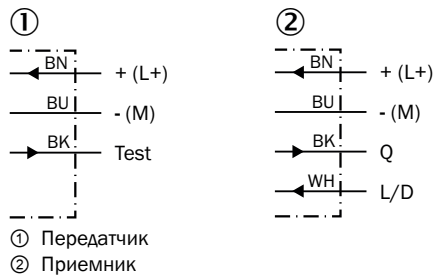 ① ②
BN + (L+) BN + (L+)
BU - (M) BU - (M)
BK Test BK Q
WH L/D
① Передатчик
② Приемник